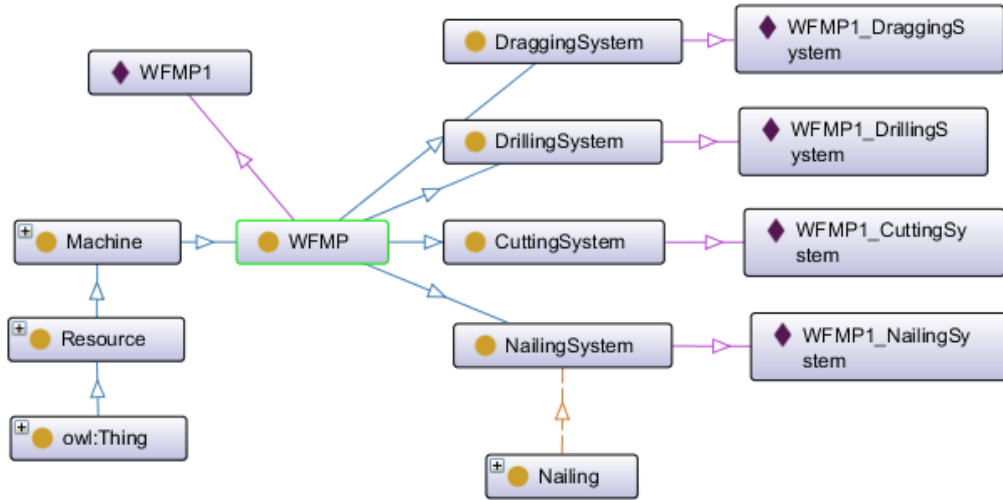 DraggingSystem
WFMP1_DraggingS
ystem
WFMP1
DrillingSystem
WFMP1_DrillingS
ystem
Machine
WFMP
CuttingSystem
WFMP1_CuttingSy
stem
Resource
NailingSystem
WFMP1_NailingSy
stem
owl:Thing
Nailing